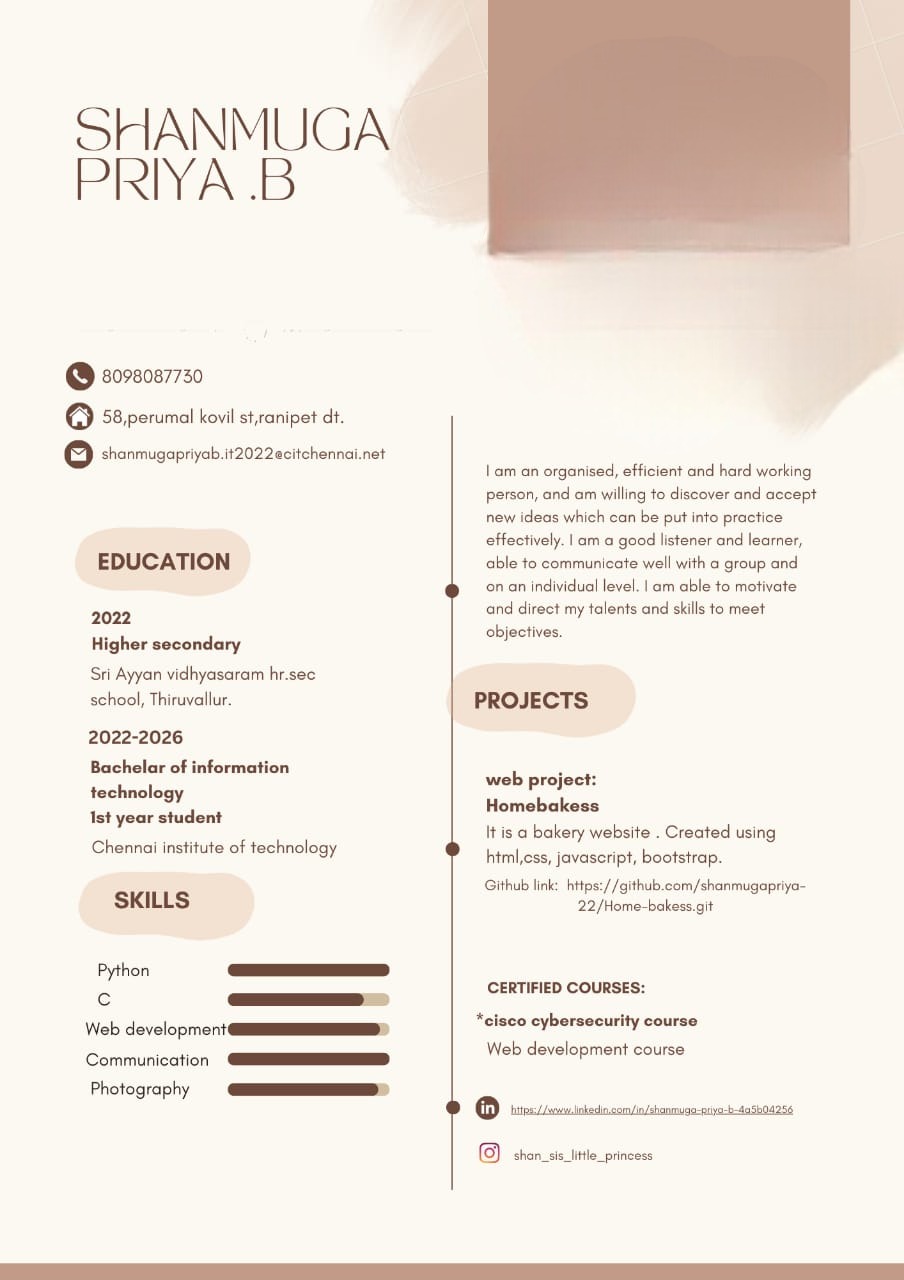 SHANMUGA
PRIYA .B
8098087730
58,perumal kovil st,ranipet dt.
shanmugapriyab.it2022@citchennai.net
EDUCATION
2022
Higher secondary
Sri Ayyan vidhyasaram hr.sec
school, Thiruvallur.
2022-2026
Bachelar of information
technology
1st year student
Chennai institute of technology
SKILLS
Python
C
Web development
Communication
Photography
I am an organised, efficient and hard working
person, and am willing to discover and accept
new ideas which can be put into practice
effectively. I am a good listener and learner,
able to communicate well with a group and
on an individual level. I am able to motivate
and direct my talents and skills to meet
objectives.
PROJECTS
web project:
Homebakess
It is a bakery website . Created using
html,css, javascript, bootstrap.
Github link: https://github.com/shanmugapriya-
22/Home-bakess.git
CERTIFIED COURSES:
*cisco cybersecurity course
Web development course
in https://www.linkedin.com/in/shanmuga-priya-b-4a5b04256
shan_sis_little_princess